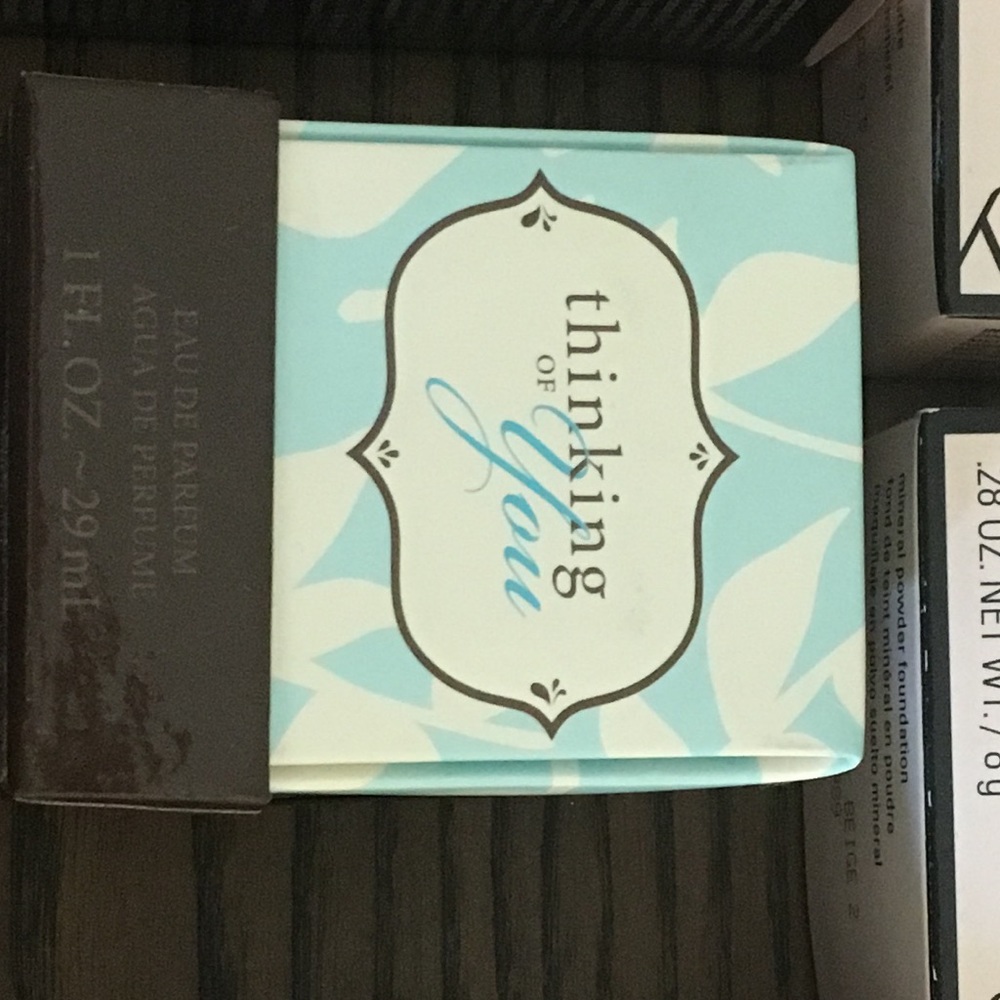 thinking
OF
You
EAU DE PARFUM
AGUA DE PERFUME
1 FL. OZ. ~ 29 mL
.28 OZ. NET WT. / 8 g
mineral powder foundation
fond de teint minéral en poudre
maquillaje en polvo suelto mineral
BEIGE 2